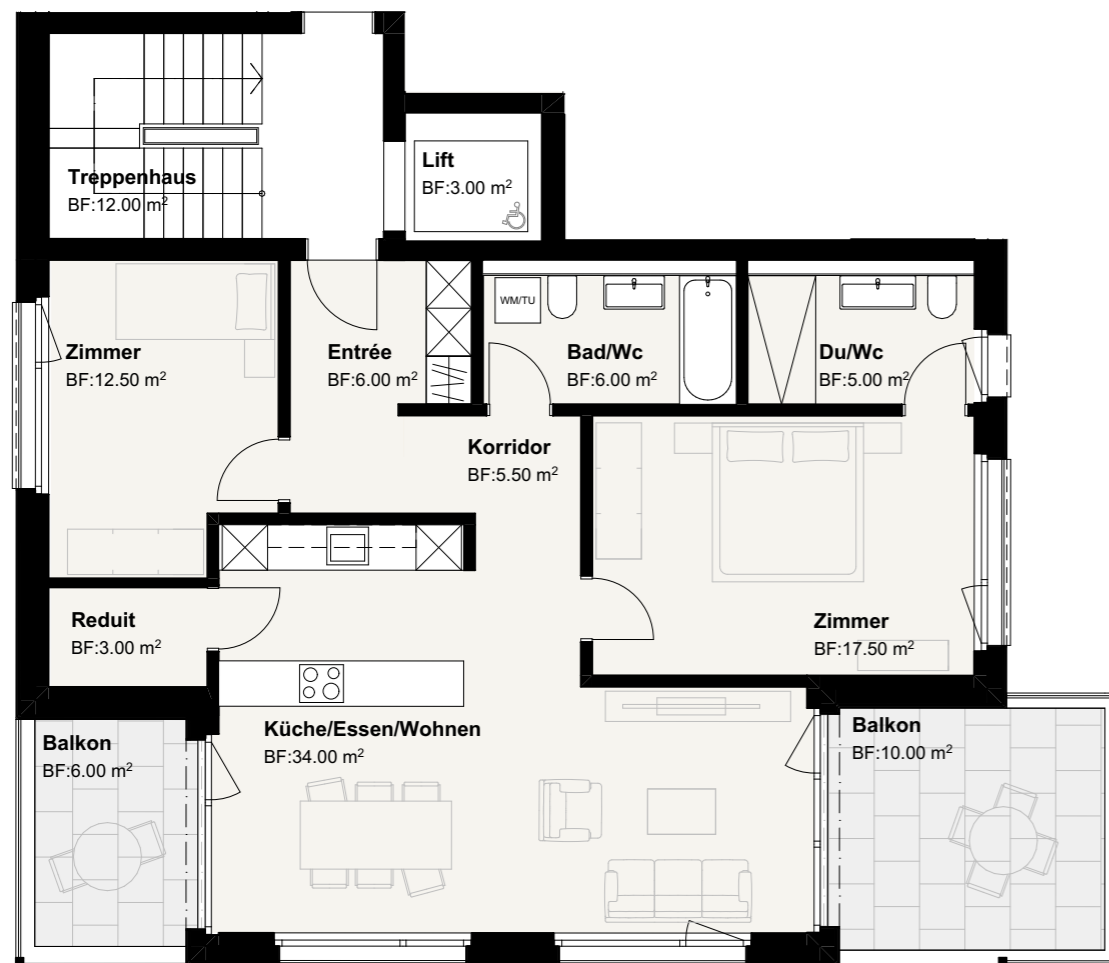 Treppenhaus
BF:12.00 m²
Lift
BF:3.00 m²
Zimmer
BF:12.50 m²
Entrée
BF:6.00 m²
WM/TU
Bad/Wc
BF:6.00 m²
Du/Wc
BF:5.00 m²
Korridor
BF:5.50 m²
Reduit
BF:3.00 m²
Zimmer
BF:17.50 m²
Balkon
BF:6.00 m²
Küche/Essen/Wohnen
BF:34.00 m²
Balkon
BF:10.00 m²